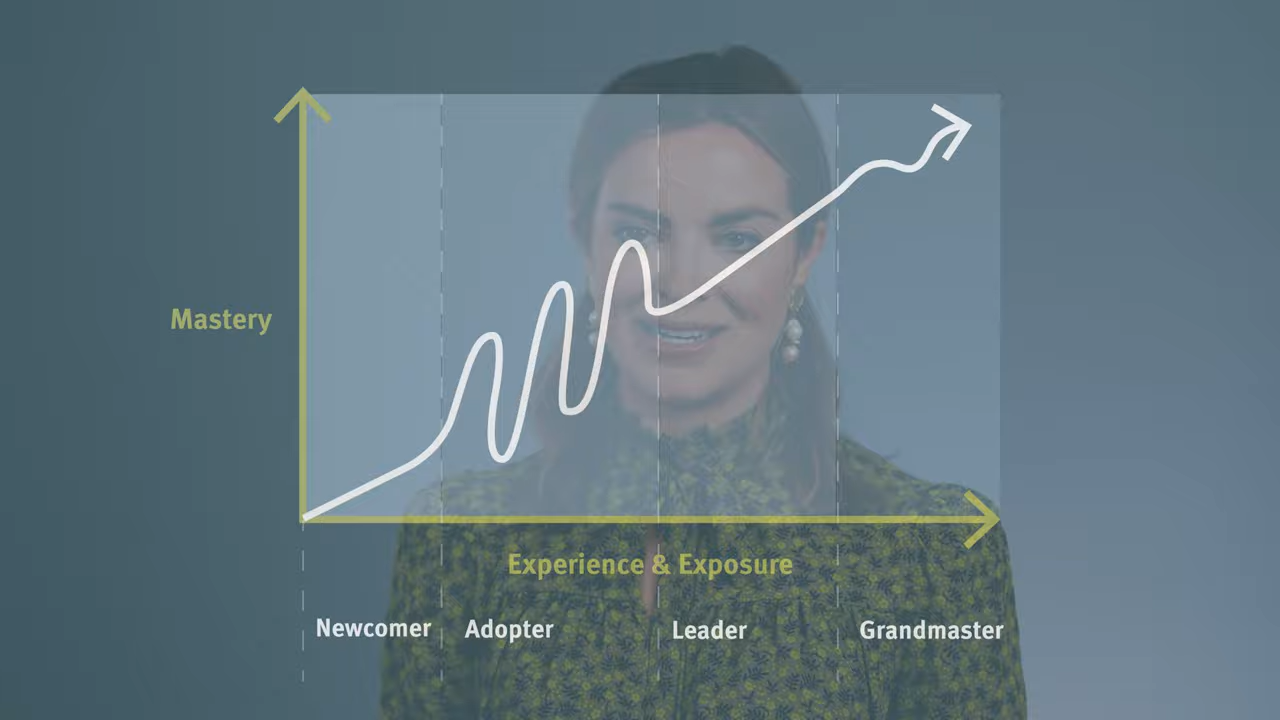 Mastery
Experience & Exposure
Newcomer
Adopter
Leader
Grandmaster